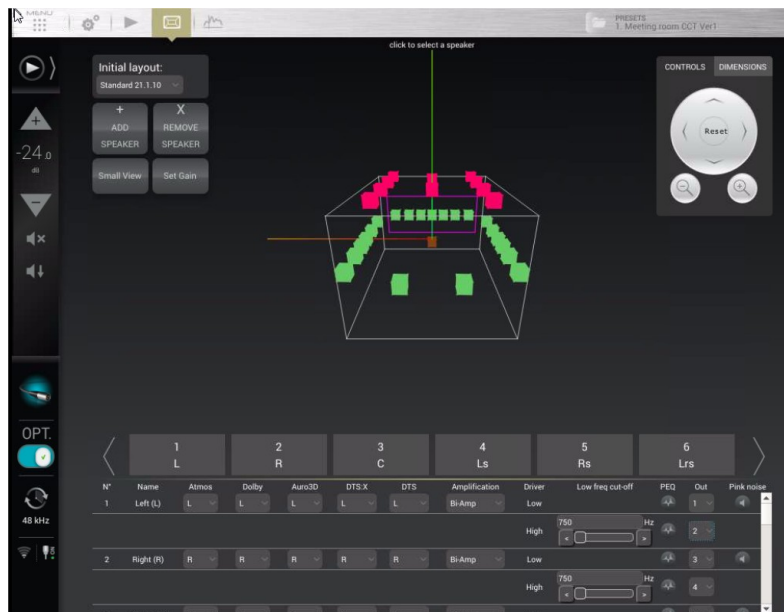 MENU
PRESETS
1. Meeting room CCT Ver1
click to select a speaker
Initial layout:
Standard 21.1.10
+
ADD
SPEAKER
X
REMOVE
SPEAKER
Small View
Set Gain
CONTROLS
DIMENSIONS
Reset
-24.0
dB
OPT.
48 kHz
1
L
2
R
3
C
4
Ls
5
Rs
6
Lrs
N° Name Atmos Dolby Auro3D DTS:X DTS Amplification Driver Low freq cut-off PEQ Out Pink noise
1 Left (L) L L L L L Bi-Amp Low 1
High 750 Hz 2
< >
2 Right (R) R R R R R Bi-Amp Low 3
High 750 Hz 4
< >